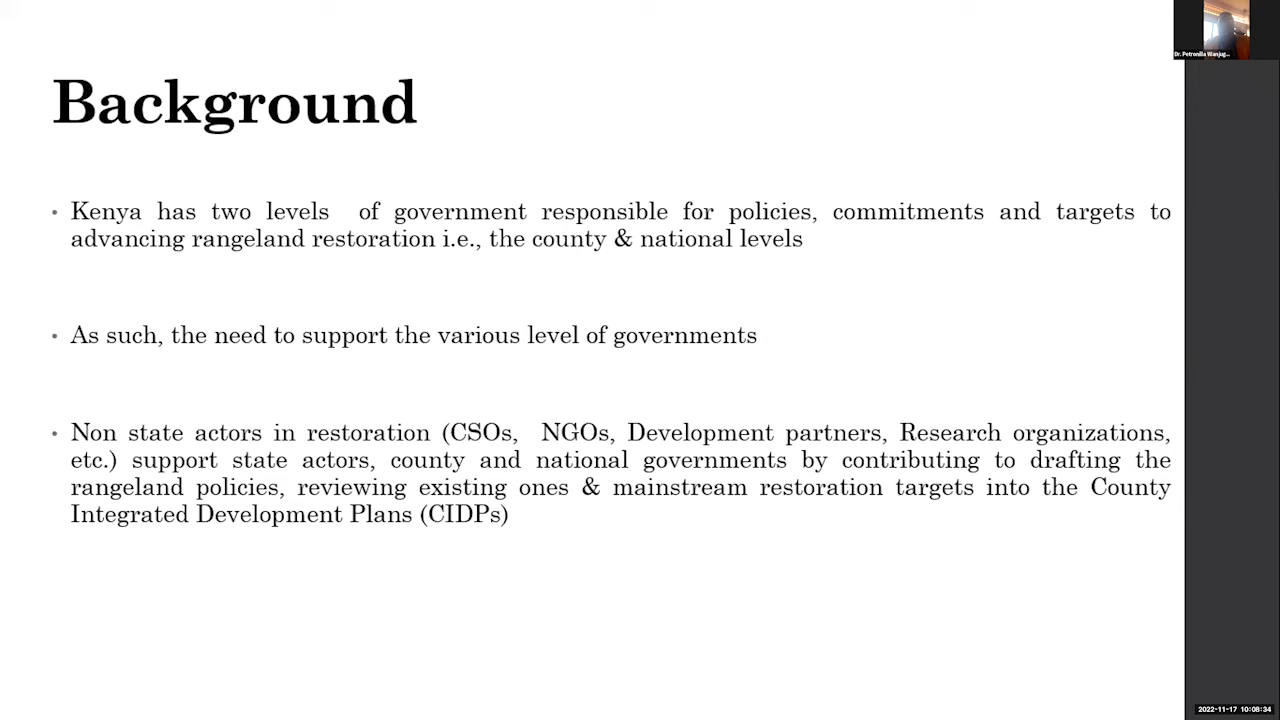 Dr. Petronilla Wanjug...
Background
• Kenya has two levels of government responsible for policies, commitments and targets to
advancing rangeland restoration i.e., the county & national levels
• As such, the need to support the various level of governments
• Non state actors in restoration (CSOs, NGOs, Development partners, Research organizations,
etc.) support state actors, county and national governments by contributing to drafting the
rangeland policies, reviewing existing ones & mainstream restoration targets into the County
Integrated Development Plans (CIDPs)
2022-11-17 10:08:34